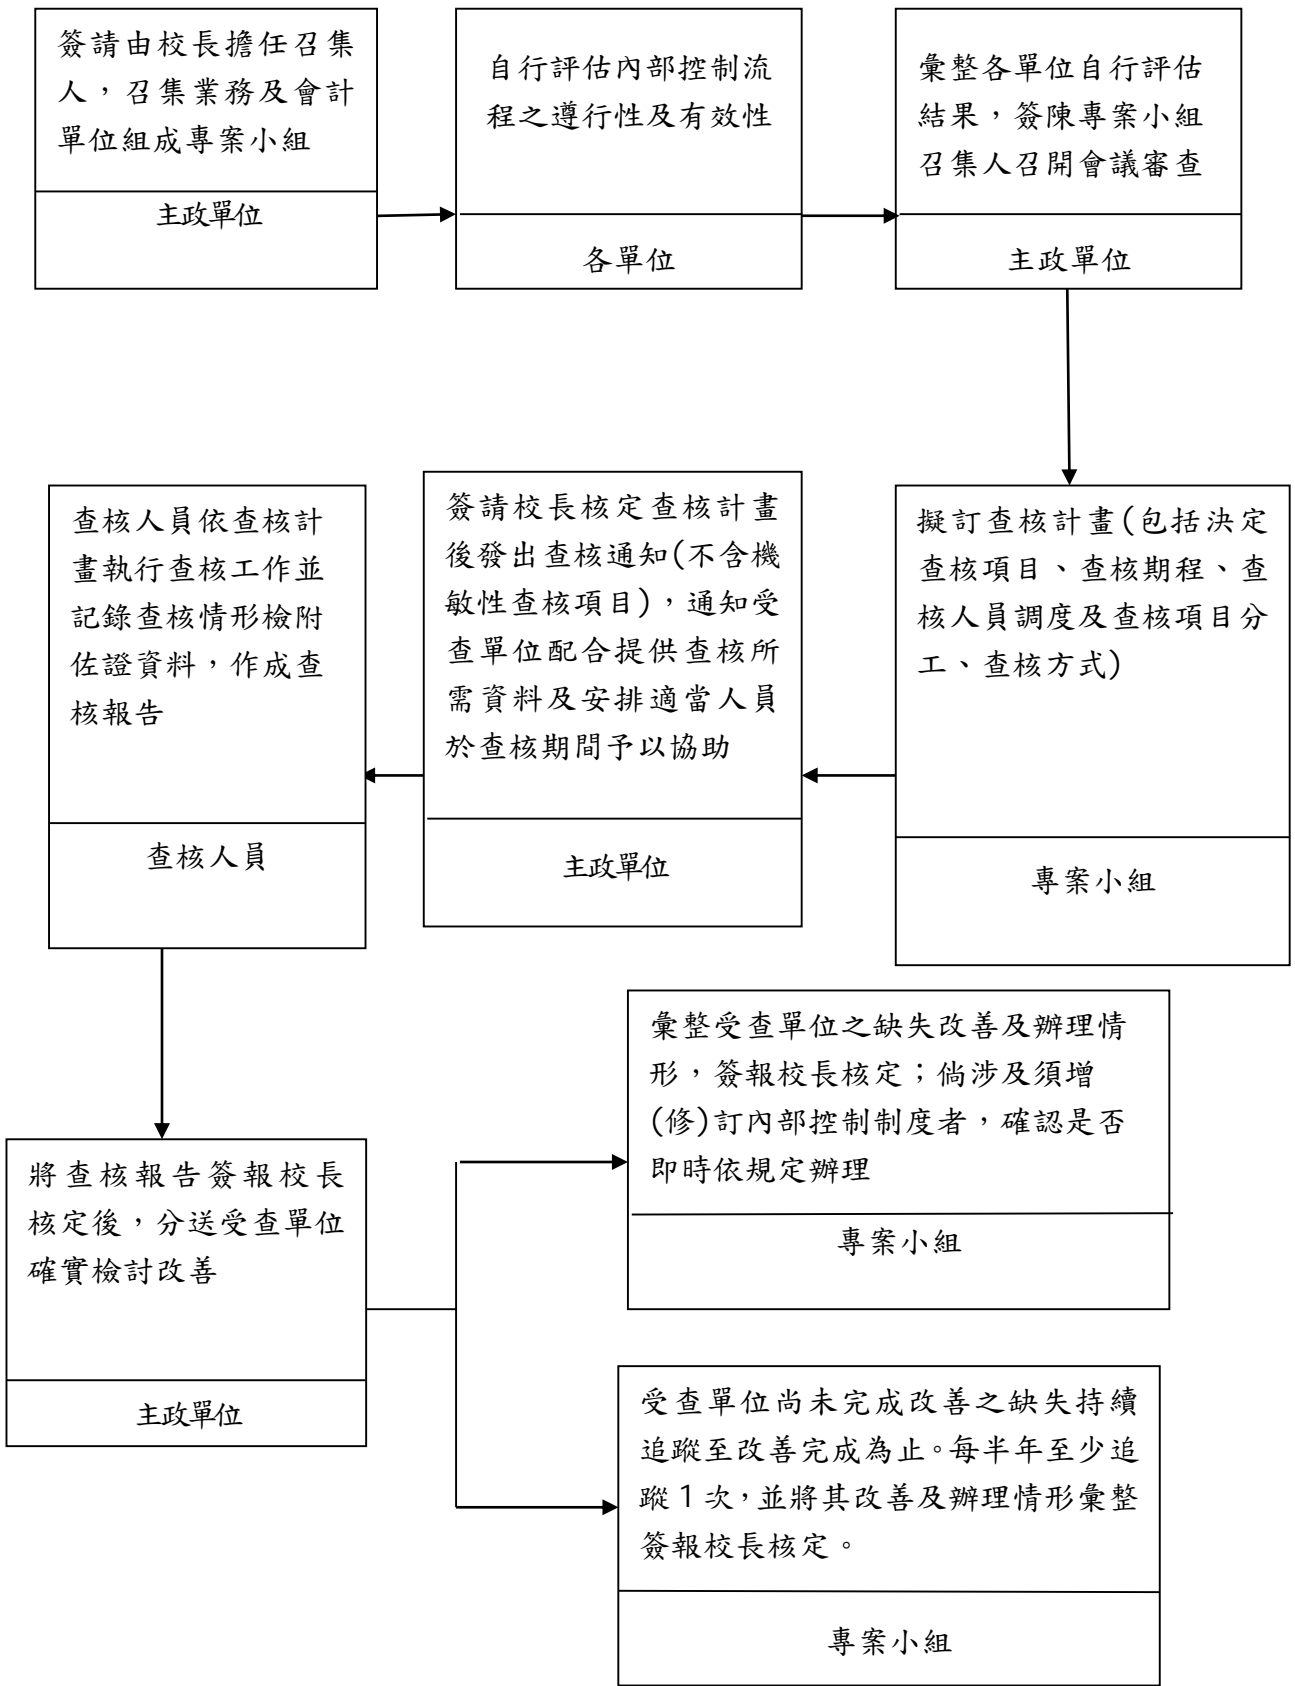 簽請由校長擔任召集
人，召集業務及會計
單位組成專案小組
主政單位
自行評估內部控制流
程之遵行性及有效性
各單位
彙整各單位自行評估
結果，簽陳專案小組
召集人召開會議審查
主政單位
擬訂查核計畫(包括決定
查核項目、查核期程、查
核人員調度及查核項目分
工、查核方式)
專案小組
簽請校長核定查核計畫
後發出查核通知(不含機
敏性查核項目)，通知受
查單位配合提供查核所
需資料及安排適當人員
於查核期間予以協助
主政單位
查核人員依查核計
畫執行查核工作並
記錄查核情形檢附
佐證資料，作成查
核報告
查核人員
將查核報告簽報校長
核定後，分送受查單位
確實檢討改善
主政單位
彙整受查單位之缺失改善及辦理情
形，簽報校長核定；倘涉及須增
(修)訂內部控制制度者，確認是否
即時依規定辦理
專案小組
受查單位尚未完成改善之缺失持續
追蹤至改善完成為止。每半年至少追
蹤1次，並將其改善及辦理情形彙整
簽報校長核定。
專案小組